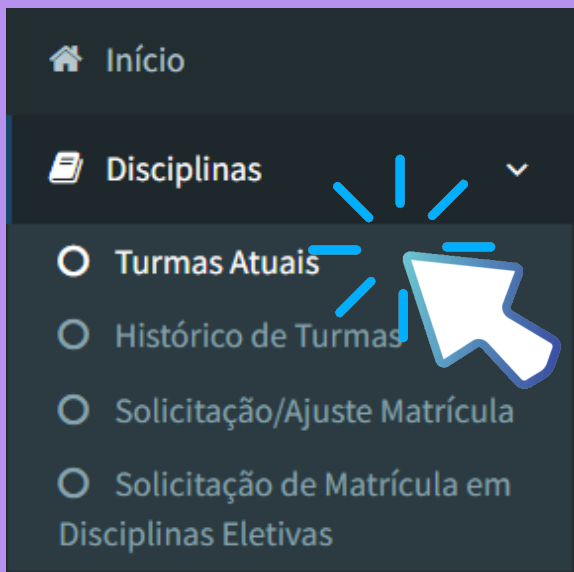 Início
Disciplinas
Turmas Atuais
Histórico de Turmas
Solicitação/Ajuste Matrícula
Solicitação de Matrícula em
Disciplinas Eletivas